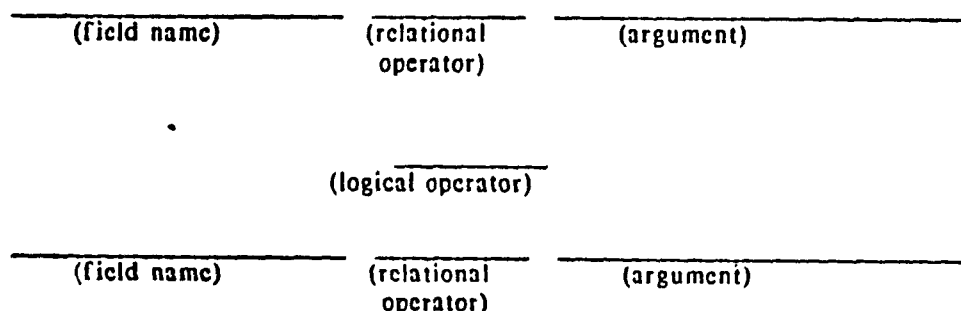 (field name) (relational operator) (argument)
(logical operator)
(field name) (relational operator) (argument)